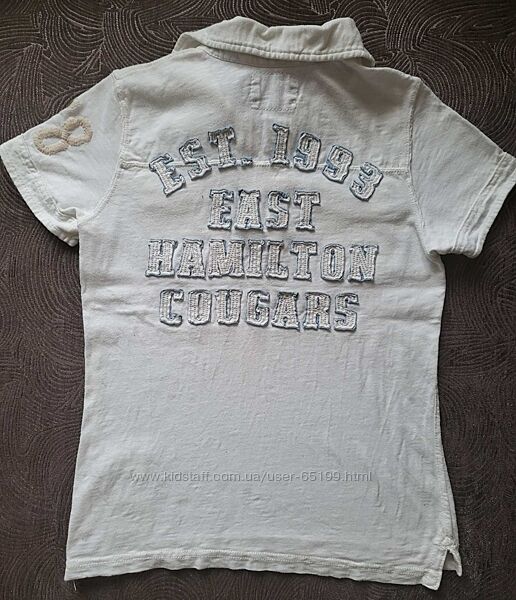 EST. 1993
EAST
HAMILTON
COUGARS
8
www.kidstaff.com.ua/user-65199.html